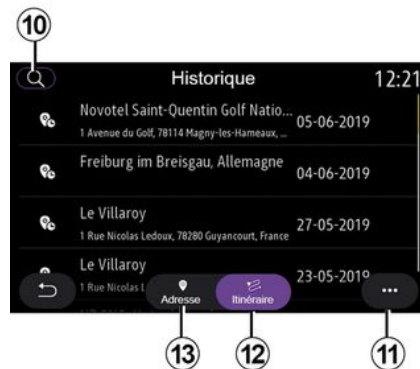 10
Historique 12:21
Novotel Saint-Quentin Golf Natio... 05-06-2019
1 Avenue du Golf, 78114 Magny-les-Hameaux, ...
Freiburg im Breisgau, Allemagne 04-06-2019
Le Villaroy 27-05-2019
1 Rue Nicolas Ledoux, 78280 Guyancourt, France
Le Villaroy 23-05-2019
1 Rue Nicolas L
Adresse Itinéraire ...
13 12 11